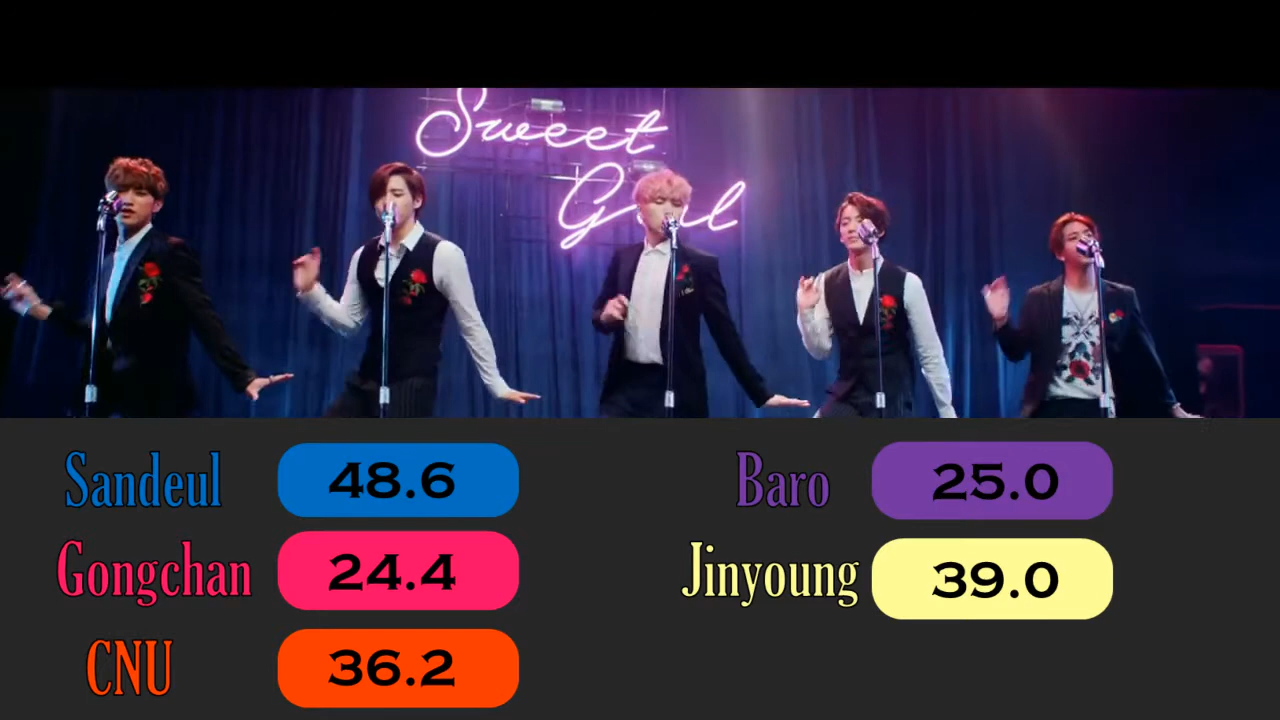 Sweet
Girl
Sandeul 48.6
Baro 25.0
Gongchan 24.4
Jinyoung 39.0
CNU 36.2